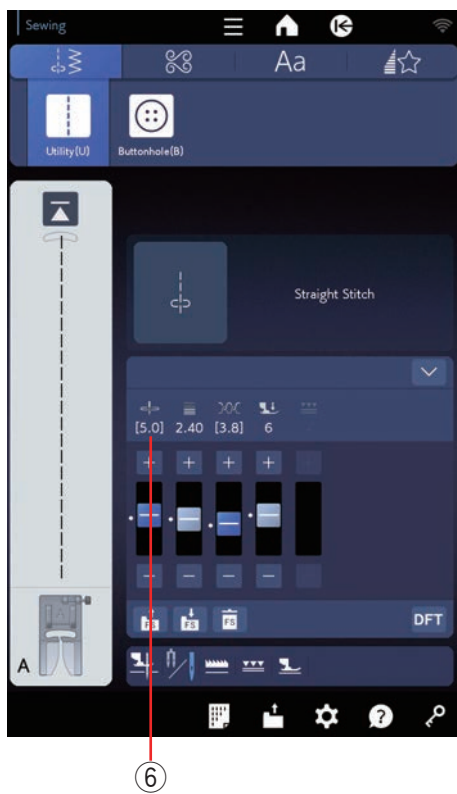 Sewing
Aa
Utility(U) Buttonhole(B)
Straight Stitch
[5.0] 2.40 [3.8] 6
+ + + +
− − − −
FS FS FS DFT
A
?
⑥